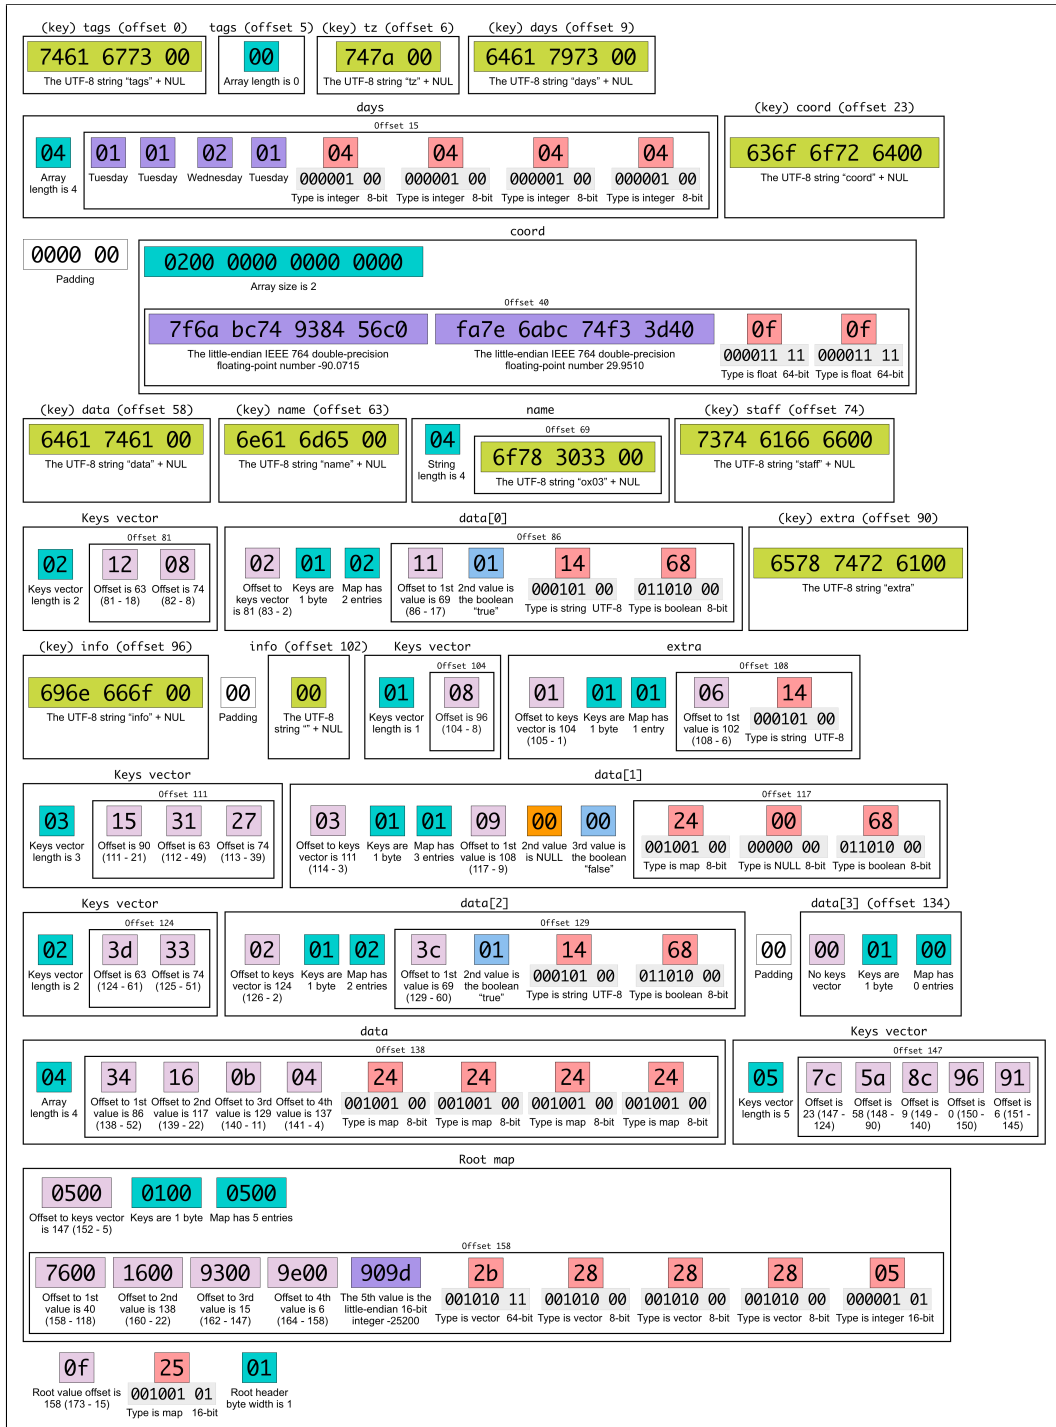 (key) tags (offset 0) tags (offset 5) (key) tz (offset 6) (key) days (offset 9)
7461 6773 00 00 747a 00 6461 7973 00
The UTF-8 string “tags” + NUL Array length is 0 The UTF-8 string “tz” + NUL The UTF-8 string “days” + NUL
days (key) coord (offset 23)
Offset 15
04 01 01 02 01 04 04 04 04 636f 6f72 6400
Array Tuesday Tuesday Wednesday Tuesday 000001 00 000001 00 000001 00 000001 00 The UTF-8 string “coord” + NUL
length is 4 Type is integer 8-bit Type is integer 8-bit Type is integer 8-bit Type is integer 8-bit
coord
0000 00 0200 0000 0000 0000
Padding Array size is 2
Offset 40
7f6a bc74 9384 56c0 fa7e 6abc 74f3 3d40 0f 0f
The little-endian IEEE 764 double-precision The little-endian IEEE 764 double-precision 000011 11 000011 11
floating-point number -90.0715 floating-point number 29.9510 Type is float 64-bit Type is float 64-bit
(key) data (offset 58) (key) name (offset 63) name (key) staff (offset 74)
Offset 69
6461 7461 00 6e61 6d65 00 04 6f78 3033 00 7374 6166 6600
The UTF-8 string “data” + NUL The UTF-8 string “name” + NUL String The UTF-8 string “ox03” + NUL The UTF-8 string “staff” + NUL
length is 4
Keys vector data[0] (key) extra (offset 90)
Offset 81 Offset 86
02 12 08 02 01 02 11 01 14 68 6578 7472 6100
Keys vector Offset is 63 Offset is 74 Offset to Keys are Map has Offset to 1st 2nd value is 000101 00 011010 00 The UTF-8 string “extra”
length is 2 (81 - 18) (82 - 8) keys vector 1 byte 2 entries value is 69 the boolean Type is string UTF-8 Type is boolean 8-bit
is 81 (83 - 2) (86 - 17) “true”
(key) info (offset 96) info (offset 102) Keys vector extra
Offset 104 Offset 108
696e 666f 00 00 00 01 08 01 01 01 06 14
The UTF-8 string “info” + NUL Padding The UTF-8 Keys vector Offset is 96 Offset to keys Keys are Map has Offset to 1st 000101 00
string “” + NUL length is 1 (104 - 8) vector is 104 1 byte 1 entry value is 102 Type is string UTF-8
(105 - 1) (108 - 6)
Keys vector data[1]
Offset 111 Offset 117
03 15 31 27 03 01 01 09 00 00 24 00 68
Keys vector Offset is 90 Offset is 63 Offset is 74 Offset to keys Keys are Map has Offset to 1st 2nd value 3rd value is 001001 00 00000 00 011010 00
length is 3 (111 - 21) (112 - 49) (113 - 39) vector is 111 1 byte 3 entries value is 108 is NULL the boolean Type is map 8-bit Type is NULL 8-bit Type is boolean 8-bit
(114 - 3) (117 - 9) “false”
Keys vector data[2] data[3] (offset 134)
Offset 124 Offset 129
02 3d 33 02 01 02 3c 01 14 68 00 00 01 00
Keys vector Offset is 63 Offset is 74 Offset to keys Keys are Map has Offset to 1st 2nd value is 000101 00 011010 00 Padding No keys Keys are Map has
length is 2 (124 - 61) (125 - 51) vector is 124 1 byte 2 entries value is 69 the boolean Type is string UTF-8 Type is boolean 8-bit vector 1 byte 0 entries
(126 - 2) (129 - 60) “true”
data Keys vector
Offset 138 Offset 147
04 34 16 0b 04 24 24 24 24 05 7c 5a 8c 96 91
Array Offset to 1st Offset to 2nd Offset to 3rd Offset to 4th 001001 00 001001 00 001001 00 001001 00 Keys vector Offset is Offset is Offset is Offset is Offset is
length is 4 value is 86 value is 117 value is 129 value is 137 Type is map 8-bit Type is map 8-bit Type is map 8-bit Type is map 8-bit length is 5 23 (147 - 58 (148 - 9 (149 - 0 (150 - 6 (151 -
(138 - 52) (139 - 22) (140 - 11) (141 - 4) 124) 90) 140) 150) 145)
Root map
0500 0100 0500
Offset to keys vector Keys are 1 byte Map has 5 entries
is 147 (152 - 5)
Offset 158
7600 1600 9300 9e00 909d 2b 28 28 28 05
Offset to 1st Offset to 2nd Offset to 3rd Offset to 4th The 5th value is the 001010 11 001010 00 001010 00 001010 00 000001 01
value is 40 value is 138 value is 15 value is 6 little-endian 16-bit Type is vector 64-bit Type is vector 8-bit Type is vector 8-bit Type is vector 8-bit Type is integer 16-bit
(158 - 118) (160 - 22) (162 - 147) (164 - 158) integer -25200
0f 25 01
Root value offset is 001001 01 Root header
158 (173 - 15) Type is map 16-bit byte width is 1